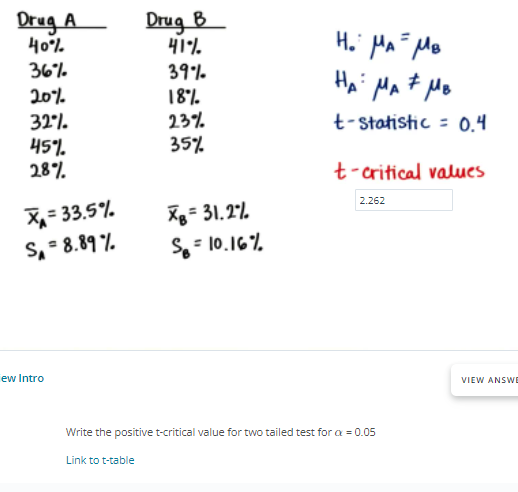 Drug A
40%
36%
20%
32%
45%
28%
x̄A = 33.5%
SA = 8.89%
Drug B
41%
39%
18%
23%
35%
x̄B = 31.2%
SB = 10.16%
H₀: μA = μB
HA: μA ≠ μB
t-statistic = 0.4
t-critical values
2.262
ew Intro
VIEW ANSWE
Write the positive t-critical value for two tailed test for α = 0.05
Link to t-table